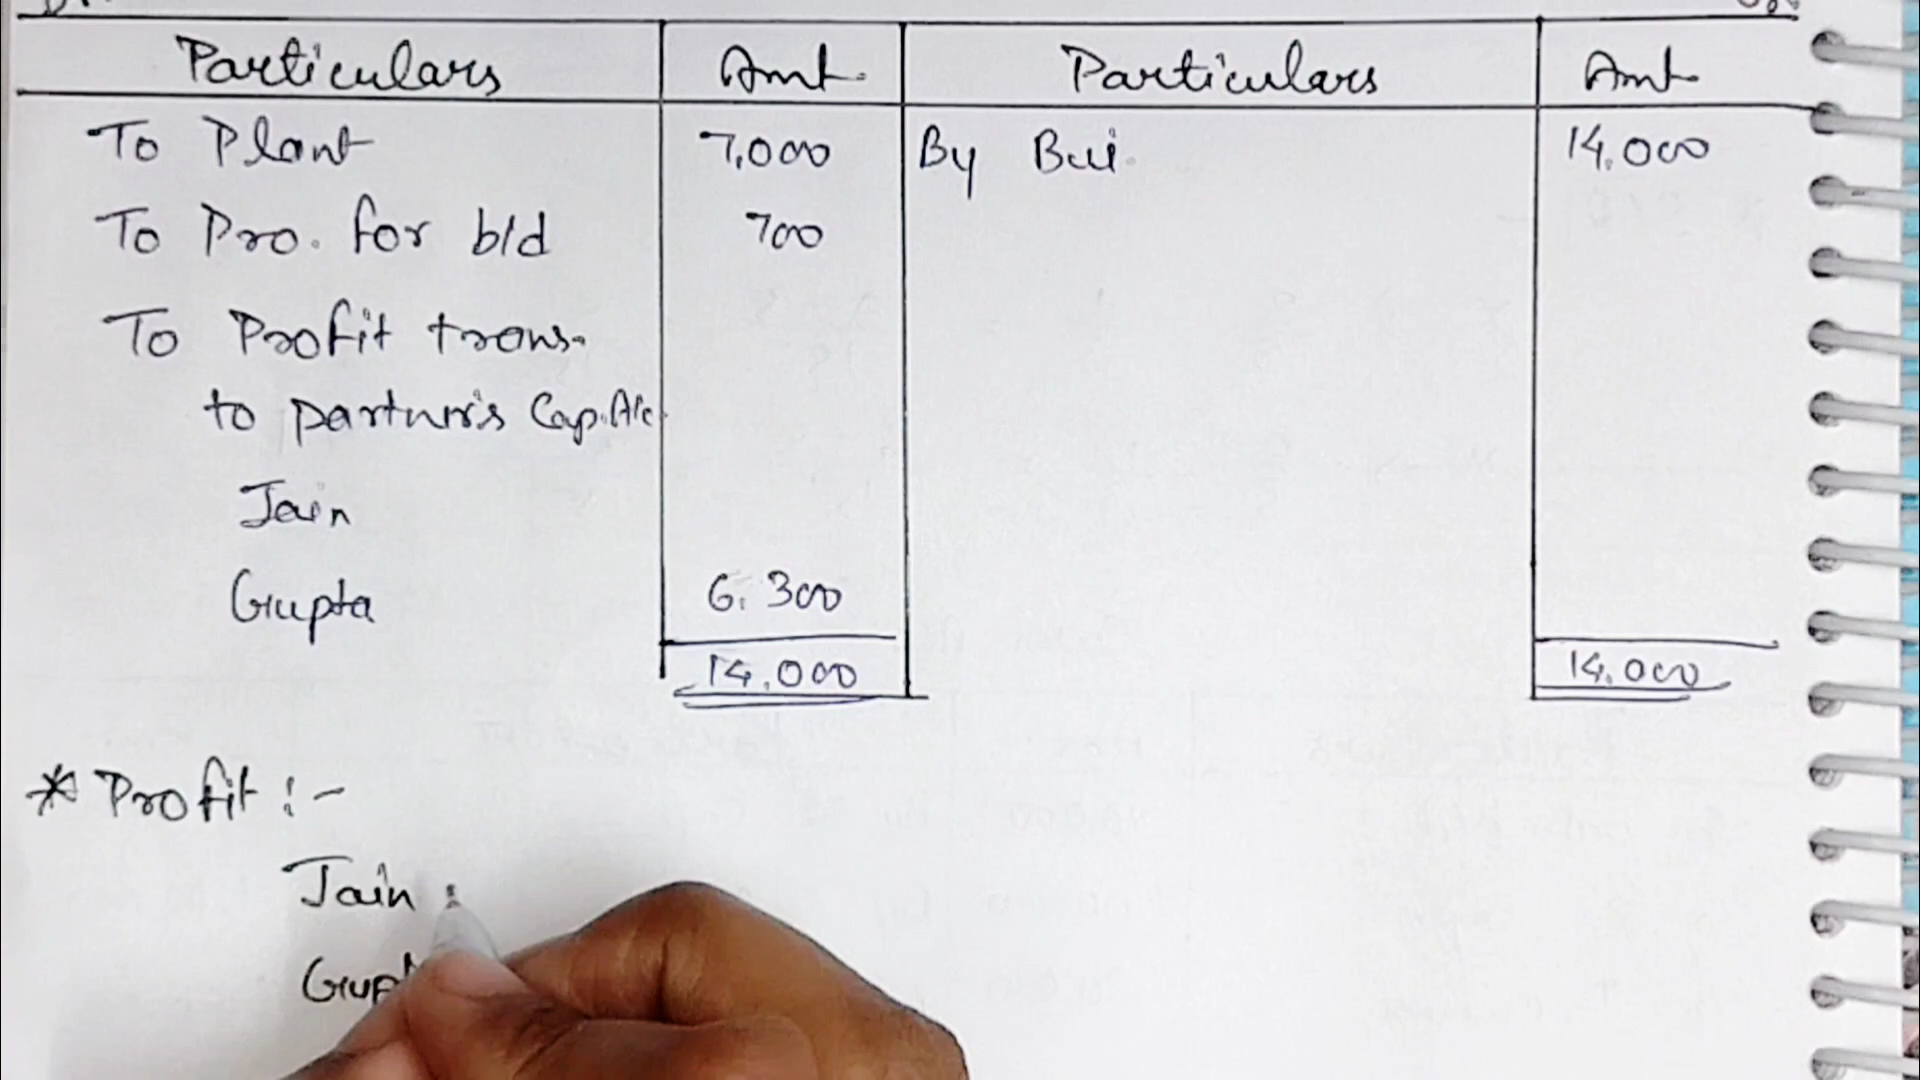 Particulars Amt. Particulars Amt
To Plant 7,000 By Bui. 14,000
To Pro. for b/d 700
To Profit trans.
to partner's Cap. A/c
Jain
Gupta 6,300
14,000 14,000
* Profit :-
Jain :